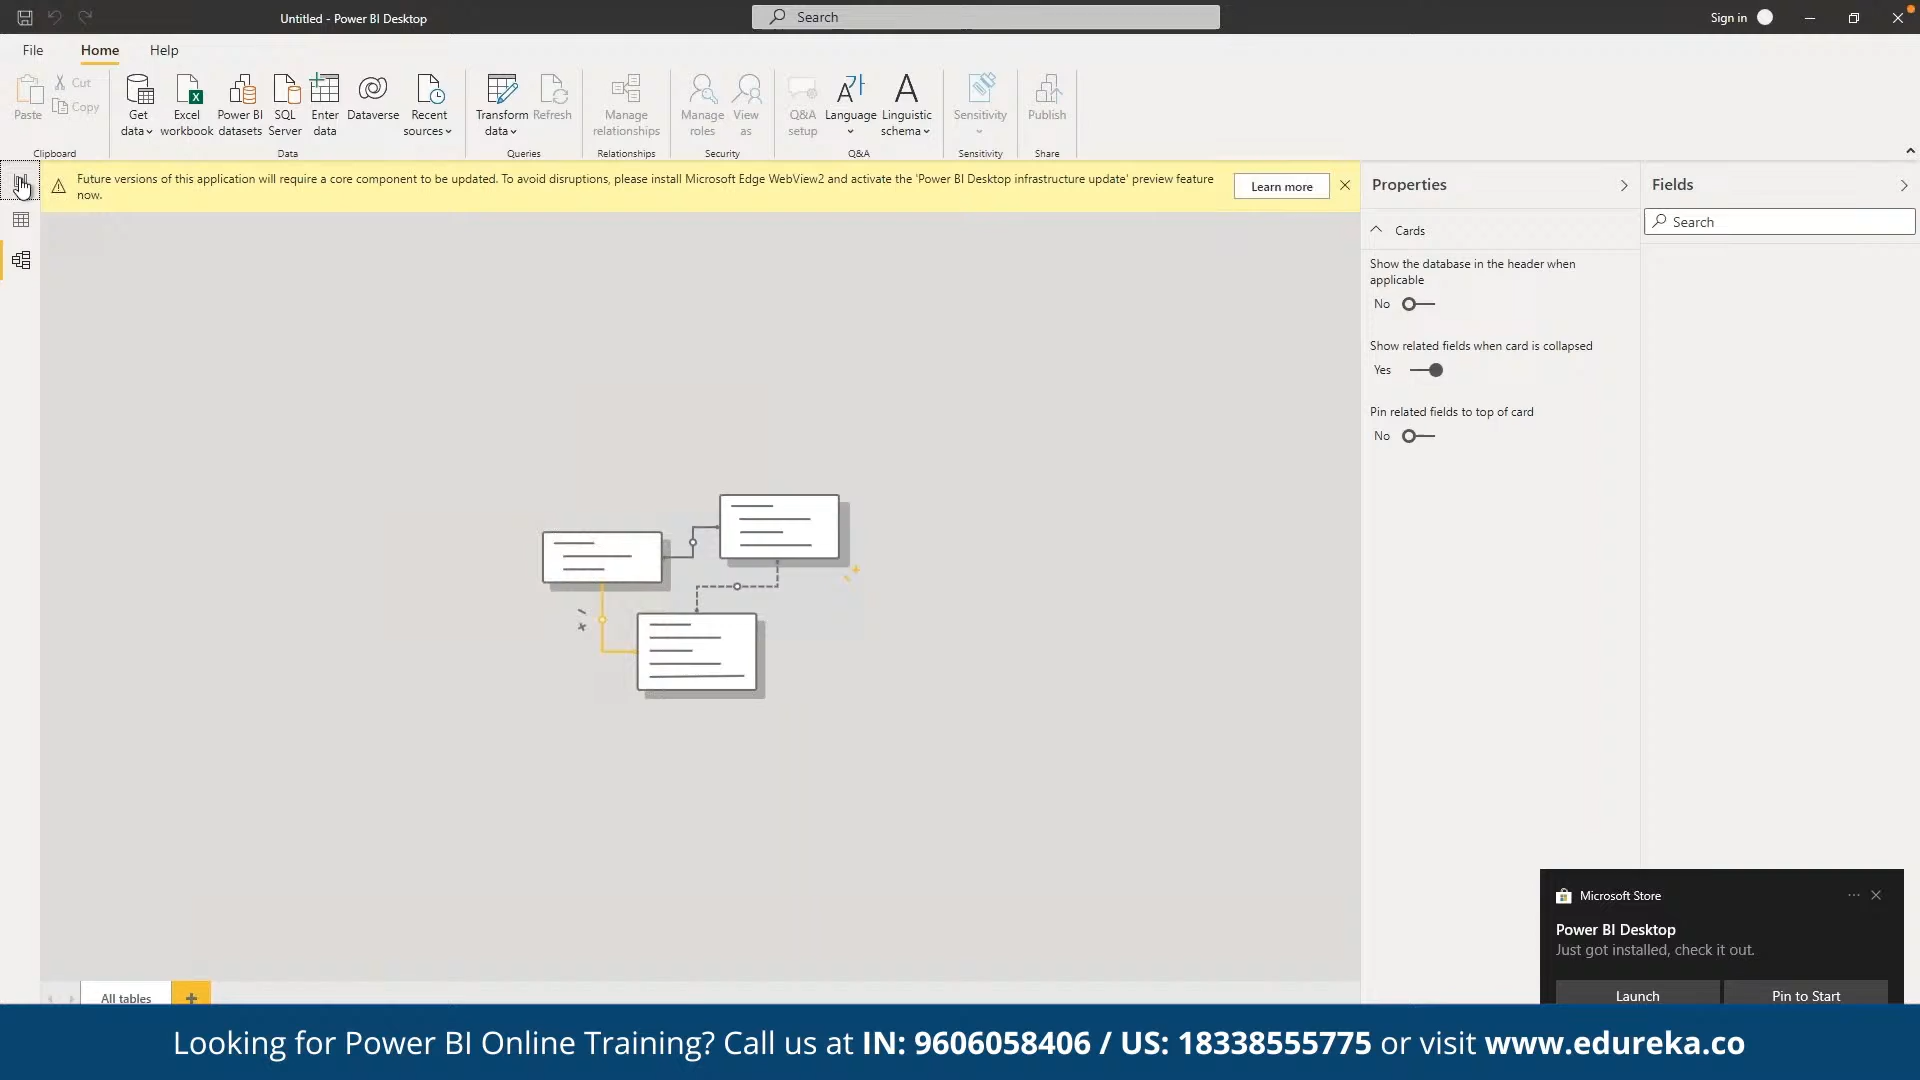 Untitled - Power BI Desktop
Search
Sign in
File
Home
Help
Paste
Cut
Copy
Clipboard
Get
data
Excel
workbook
Power BI
datasets
SQL
Server
Enter
data
Dataverse
Recent
sources
Data
Transform
data
Refresh
Queries
Manage
relationships
Relationships
Manage
roles
View
as
Security
Q&A
setup
Language
Linguistic
schema
Q&A
Sensitivity
Sensitivity
Publish
Share
Future versions of this application will require a core component to be updated. To avoid disruptions, please install Microsoft Edge WebView2 and activate the 'Power BI Desktop infrastructure update' preview feature
now.
Learn more
Properties
Cards
Show the database in the header when
applicable
No
Show related fields when card is collapsed
Yes
Pin related fields to top of card
No
Fields
Search
Microsoft Store
Power BI Desktop
Just got installed, check it out.
Launch
Pin to Start
All tables
Looking for Power BI Online Training? Call us at IN: 9606058406 / US: 18338555775 or visit www.edureka.co